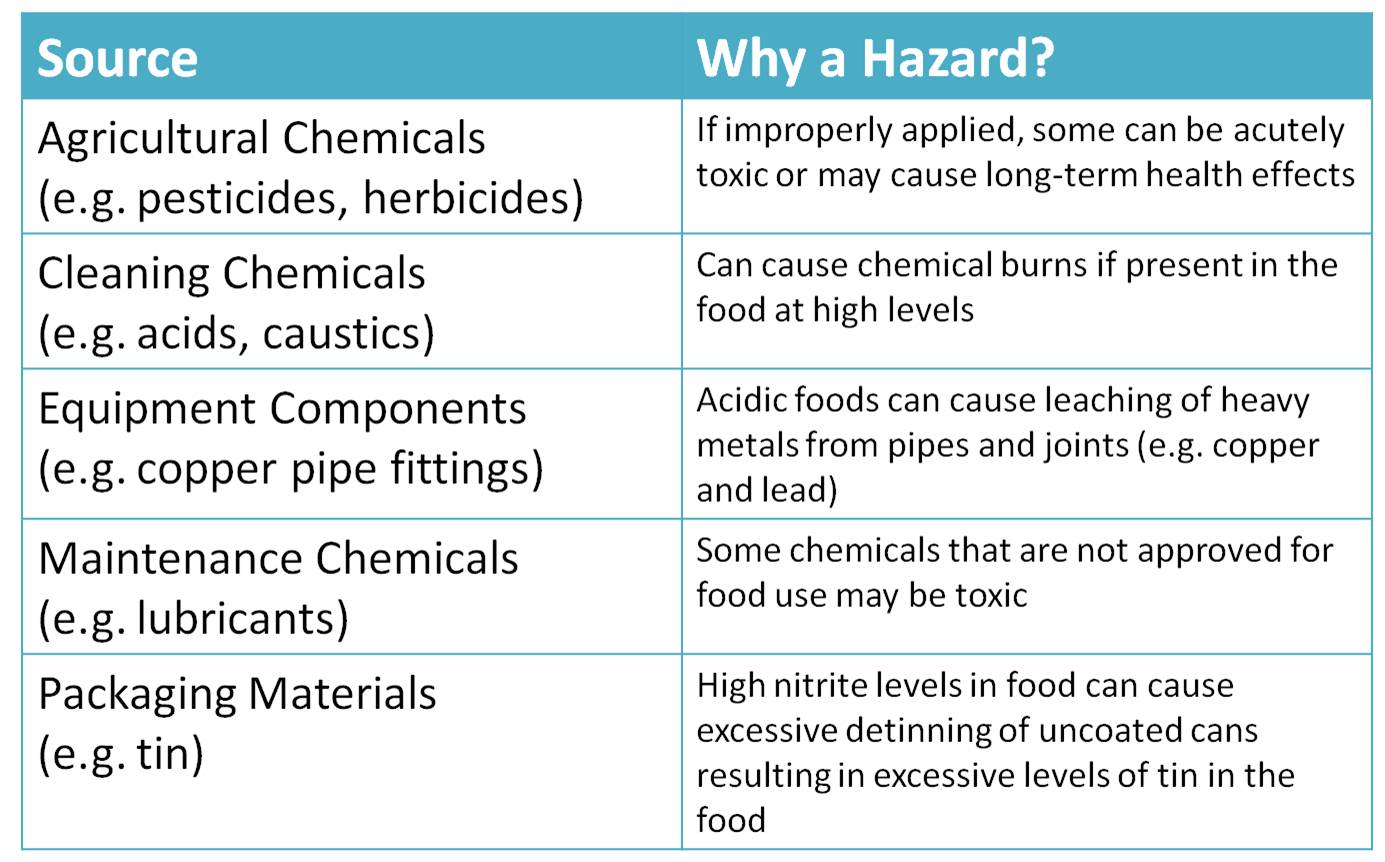 Source
Why a Hazard?
Agricultural Chemicals
(e.g. pesticides, herbicides)
If improperly applied, some can be acutely
toxic or may cause long-term health effects
Cleaning Chemicals
(e.g. acids, caustics)
Can cause chemical burns if present in the
food at high levels
Equipment Components
(e.g. copper pipe fittings)
Acidic foods can cause leaching of heavy
metals from pipes and joints (e.g. copper
and lead)
Maintenance Chemicals
(e.g. lubricants)
Some chemicals that are not approved for
food use may be toxic
Packaging Materials
(e.g. tin)
High nitrite levels in food can cause
excessive detinning of uncoated cans
resulting in excessive levels of tin in the
food